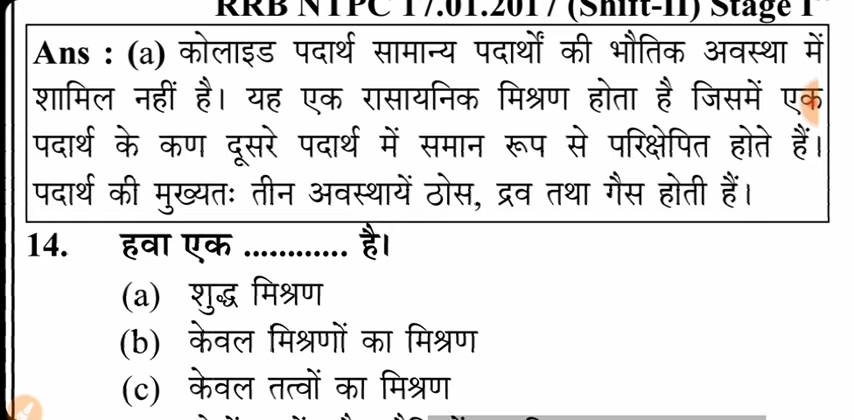 RRB NTPC 17.01.2017 (Shift-II) Stage I
Ans : (a) कोलाइड पदार्थ सामान्य पदार्थों की भौतिक अवस्था में
शामिल नहीं है। यह एक रासायनिक मिश्रण होता है जिसमें एक
पदार्थ के कण दूसरे पदार्थ में समान रूप से परिक्षेपित होते हैं।
पदार्थ की मुख्यतः तीन अवस्थायें ठोस, द्रव तथा गैस होती हैं।
14. हवा एक ............. है।
(a) शुद्ध मिश्रण
(b) केवल मिश्रणों का मिश्रण
(c) केवल तत्वों का मिश्रण